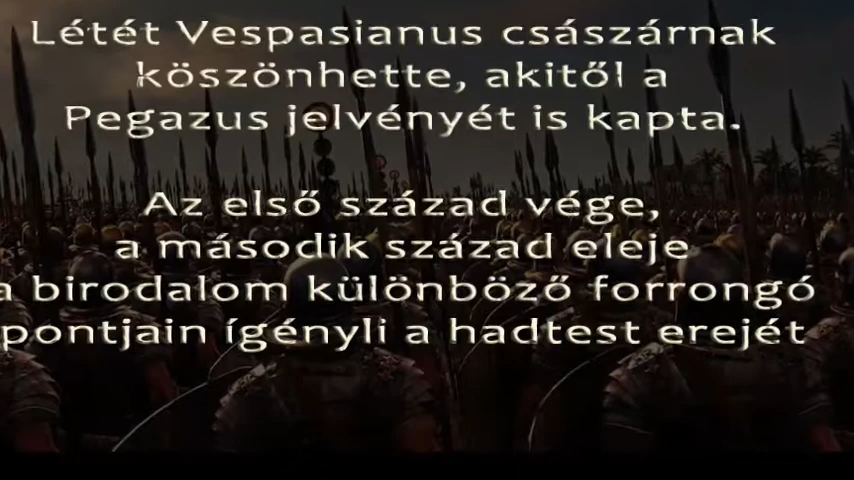 Létét Vespasianus császárnak
köszönhette, akitől a
Pegazus jelvényét is kapta.
Az első század vége,
a második század eleje
a birodalom különböző forrongó
pontjain ígényli a hadtest erejét